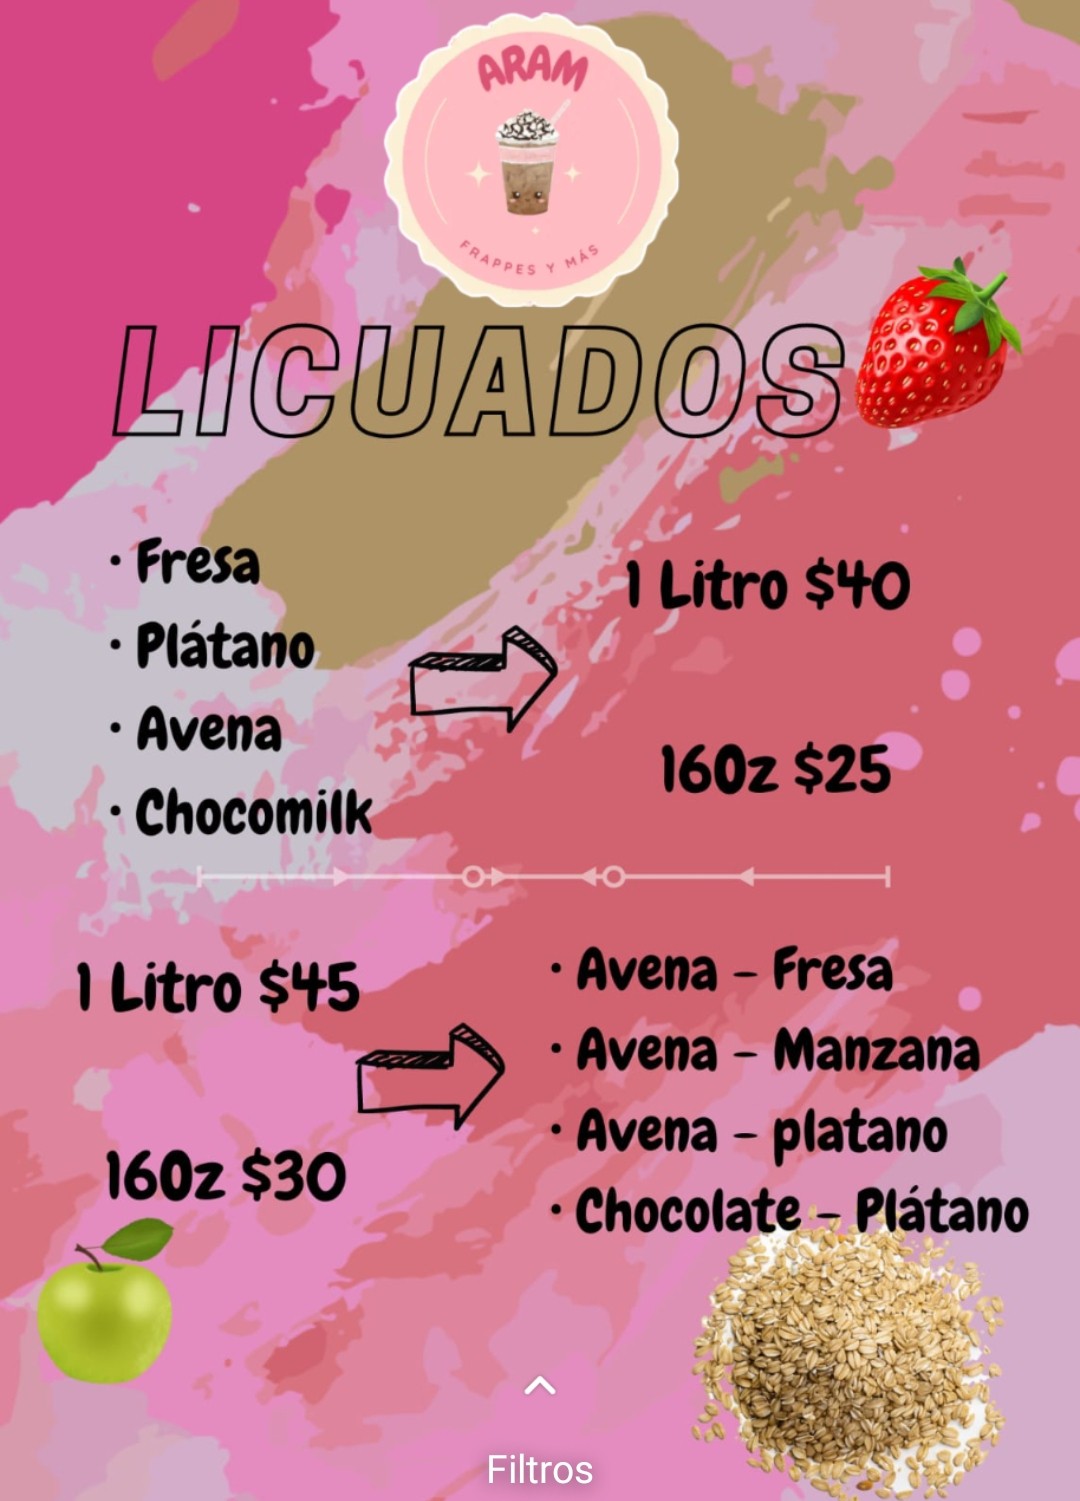 ARAM
FRAPPES Y MÁS
LICUADOS
· Fresa
· Plátano
· Avena
· Chocomilk
1 Litro $40
16Oz $25
1 Litro $45
16Oz $30
· Avena - Fresa
· Avena - Manzana
· Avena - platano
· Chocolate - Plátano
Filtros